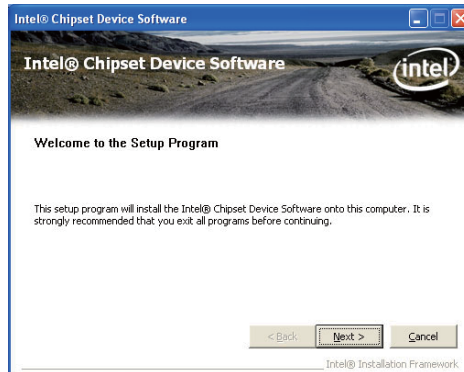 Intel® Chipset Device Software
Intel® Chipset Device Software
intel
Welcome to the Setup Program
This setup program will install the Intel® Chipset Device Software onto this computer. It is
strongly recommended that you exit all programs before continuing.
< Back
Next >
Cancel
Intel® Installation Framework